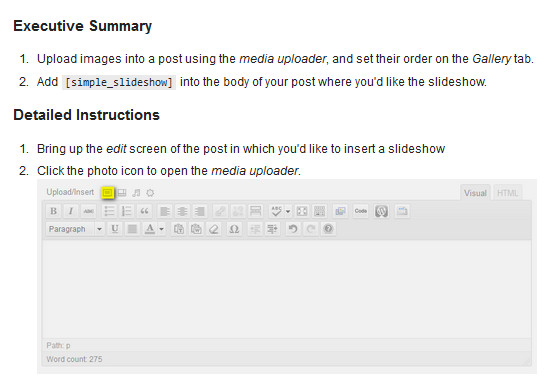 Executive Summary
1. Upload images into a post using the media uploader, and set their order on the Gallery tab.
2. Add [simple_slideshow] into the body of your post where you'd like the slideshow.
Detailed Instructions
1. Bring up the edit screen of the post in which you'd like to insert a slideshow
2. Click the photo icon to open the media uploader.
Upload/Insert Visual HTML
B I ABC ABC Code
Paragraph U A Ω
Path: p
Word count: 275